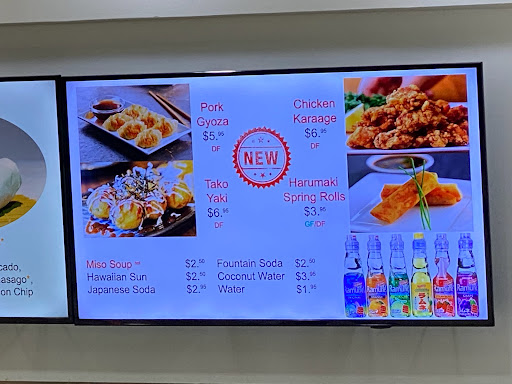 Pork
Gyoza
$5.95
DF
Chicken
Karaage
$6.95
DF
NEW
Tako
Yaki
$6.95
DF
Harumaki
Spring Rolls
$3.95
GF/DF
Miso Soup $2.50
Hawaiian Sun $2.50
Japanese Soda $2.95
Fountain Soda $2.50
Coconut Water $3.95
Water $1.95
cado,
asago*,
on Chip